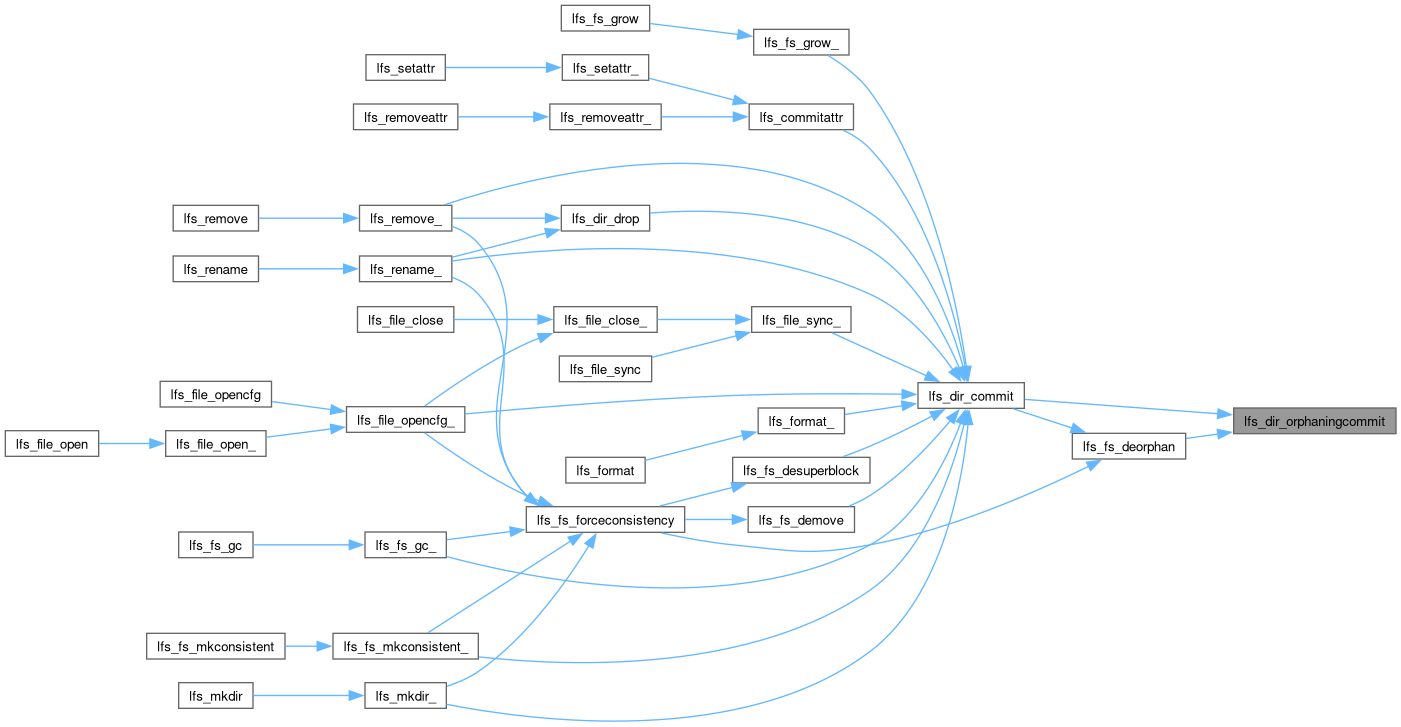 lfs_fs_grow
lfs_fs_grow_
lfs_setattr
lfs_setattr_
lfs_removeattr
lfs_removeattr_
lfs_commitattr
lfs_remove
lfs_remove_
lfs_dir_drop
lfs_rename
lfs_rename_
lfs_file_close
lfs_file_close_
lfs_file_sync_
lfs_file_sync
lfs_file_opencfg
lfs_dir_commit
lfs_file_opencfg_
lfs_format_
lfs_dir_orphaningcommit
lfs_file_open
lfs_file_open_
lfs_fs_deorphan
lfs_format
lfs_fs_desuperblock
lfs_fs_forceconsistency
lfs_fs_demove
lfs_fs_gc
lfs_fs_gc_
lfs_fs_mkconsistent
lfs_fs_mkconsistent_
lfs_mkdir
lfs_mkdir_